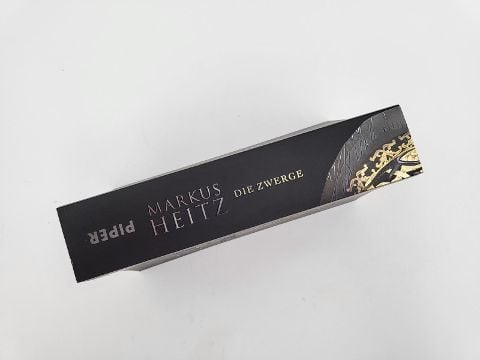 PIPER
MARKUS
HEITZ
DIE ZWERGE